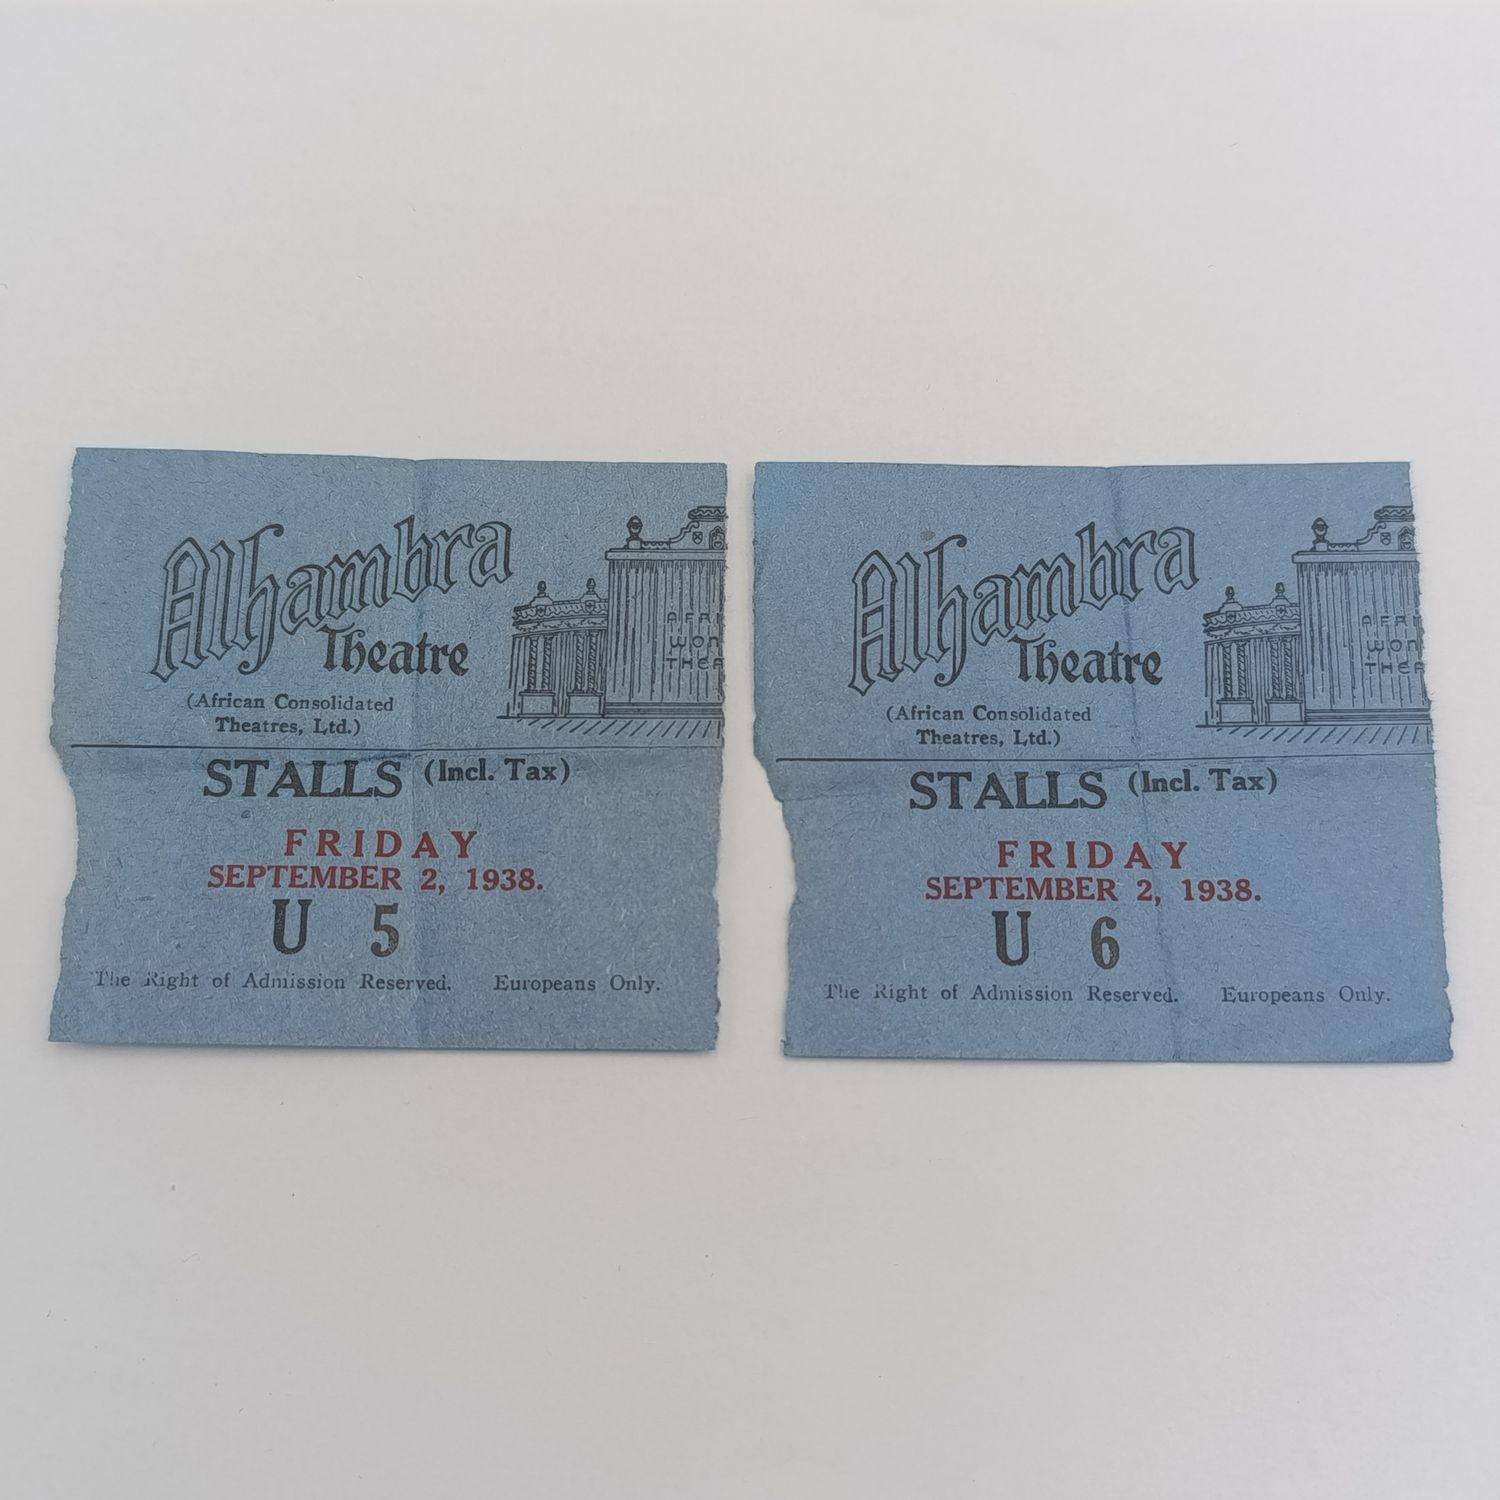 Alhambra
Theatre
(African Consolidated
Theatres, Ltd.)
STALLS (Incl. Tax)
FRIDAY
SEPTEMBER 2, 1938.
U 5
The Right of Admission Reserved. Europeans Only.
Alhambra
Theatre
(African Consolidated
Theatres, Ltd.)
STALLS (Incl. Tax)
FRIDAY
SEPTEMBER 2, 1938.
U 6
The Right of Admission Reserved. Europeans Only.